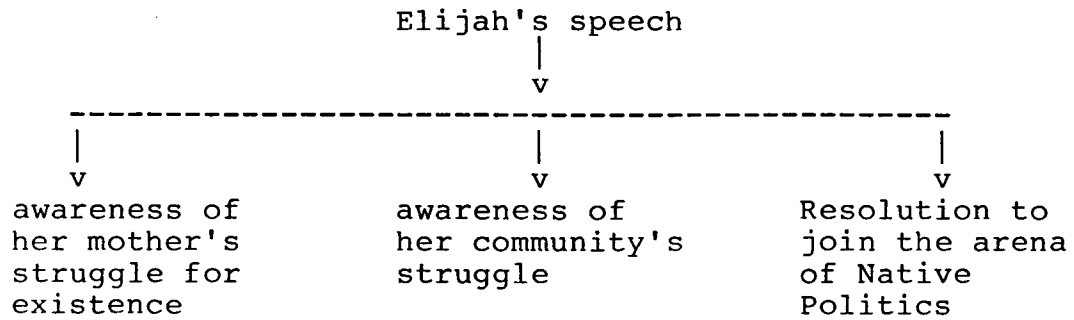 Elijah's speech
|
v
--------------------------------------------
| | |
v v v
awareness of awareness of Resolution to
her mother's her community's join the arena
struggle for struggle of Native
existence Politics